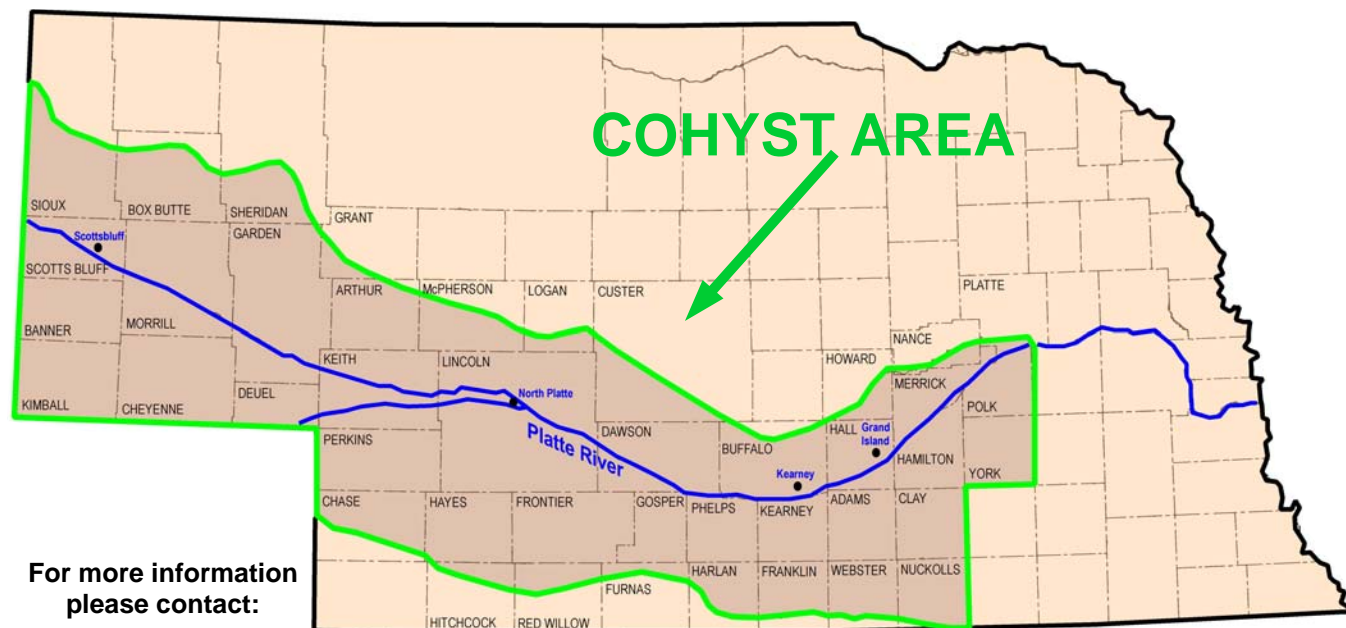 COHYST AREA
SIOUX
BOX BUTTE
SHERIDAN
GRANT
Scottsbluff
GARDEN
SCOTTS BLUFF
ARTHUR
McPHERSON
LOGAN
CUSTER
PLATTE
BANNER
MORRILL
NANCE
KEITH
LINCOLN
HOWARD
MERRICK
KIMBALL
CHEYENNE
DEUEL
North Platte
POLK
PERKINS
Platte River
DAWSON
BUFFALO
HALL
Grand
Island
HAMILTON
YORK
Kearney
CHASE
HAYES
FRONTIER
GOSPER
PHELPS
KEARNEY
ADAMS
CLAY
For more information
please contact:
FURNAS
HARLAN
FRANKLIN
WEBSTER
NUCKOLLS
HITCHCOCK
RED WILLOW